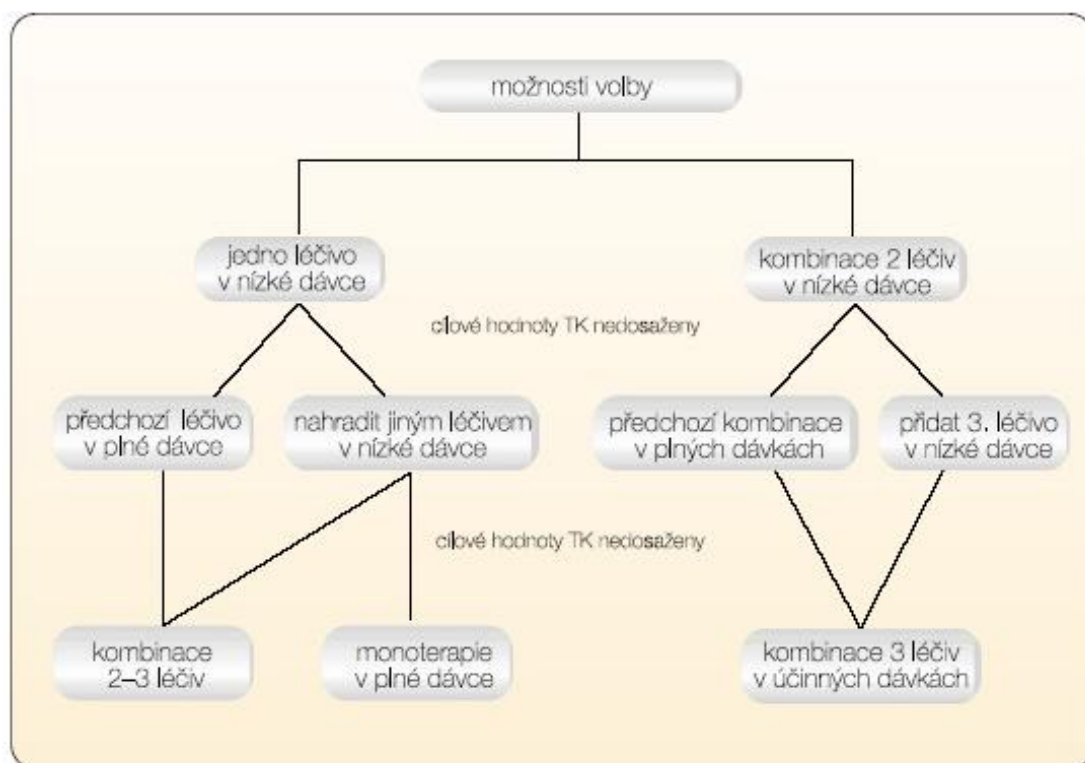 možnosti volby
jedno léčivo
v nízké dávce
kombinace 2 léčiv
v nízké dávce
cílové hodnoty TK nedosaženy
předchozí léčivo
v plné dávce
nahradit jiným léčivem
v nízké dávce
předchozí kombinace
v plných dávkách
přidat 3. léčivo
v nízké dávce
cílové hodnoty TK nedosaženy
kombinace
2–3 léčiv
monoterapie
v plné dávce
kombinace 3 léčiv
v účinných dávkách